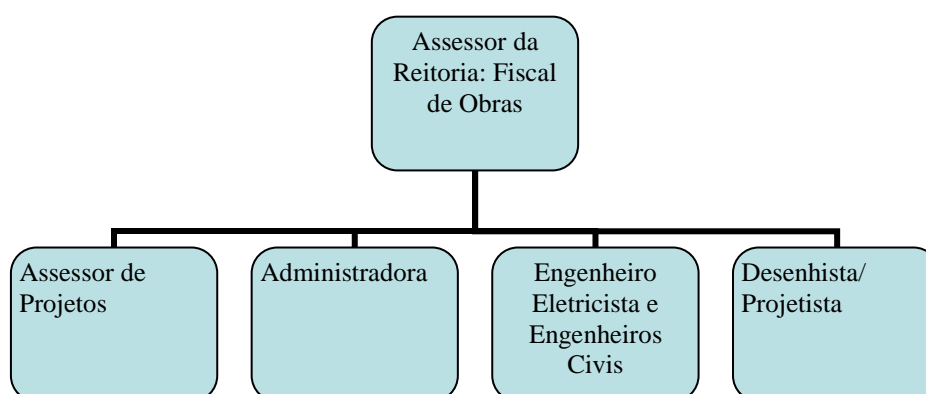 Assessor da
Reitoria: Fiscal
de Obras
Assessor de
Projetos
Administradora
Engenheiro
Eletricista e
Engenheiros
Civis
Desenhista/
Projetista